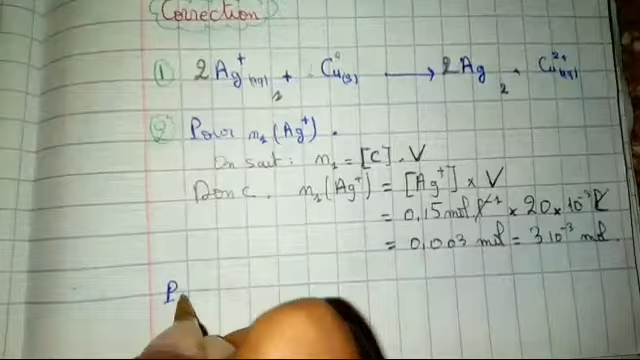 Correction
① 2Ag⁺(aq) + Cu(s) ⟶ 2Ag + Cu²⁺(aq)
② Pour n₁(Ag⁺).
On sait : n₁ = [C] . V
Donc, n₁(Ag⁺) = [Ag⁺] × V
= 0,15 mol.L⁻¹ × 20 × 10⁻³L
= 0,003 mol = 3 10⁻³ mol.
P